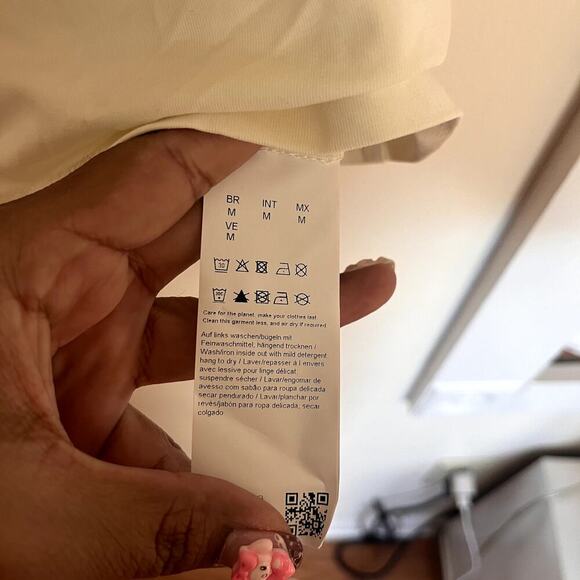 BR INT MX
M M M
VE
M
30
30C
Care for the planet, make your clothes last
Clean this garment less, and air dry if required
Auf links waschen/bügeln mit
Feinwaschmittel, hängend trocknen /
Wash/iron inside out with mild detergent,
hang to dry / Laver/repasser à l envers
avec lessive pour linge délicat,
suspendre sécher / Lavar/engomar de
avesso com sabão para roupa delicada,
secar pendurado / Lavar/planchar por
revés/jabón para ropa delicada, secar
colgado